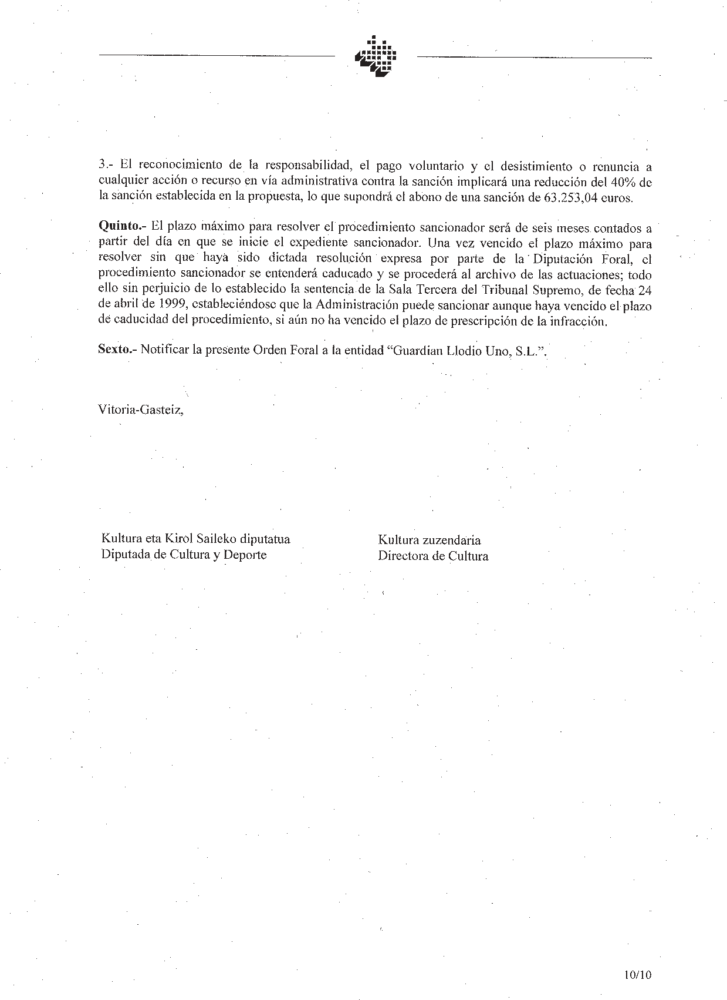 3.- El reconocimiento de la responsabilidad, el pago voluntario y el desistimiento o renuncia a
cualquier acción o recurso en vía administrativa contra la sanción implicará una reducción del 40% de
la sanción establecida en la propuesta, lo que supondrá el abono de una sanción de 63.253,04 euros.
Quinto.- El plazo máximo para resolver el procedimiento sancionador será de seis meses contados a
partir del día en que se inicie el expediente sancionador. Una vez vencido el plazo máximo para
resolver sin que haya sido dictada resolución expresa por parte de la Diputación Foral, el
procedimiento sancionador se entenderá caducado y se procederá al archivo de las actuaciones; todo
ello sin perjuicio de lo establecido la sentencia de la Sala Tercera del Tribunal Supremo, de fecha 24
de abril de 1999, estableciéndose que la Administración puede sancionar aunque haya vencido el plazo
de caducidad del procedimiento, si aún no ha vencido el plazo de prescripción de la infracción.
Sexto.- Notificar la presente Orden Foral a la entidad “Guardian Llodio Uno, S.L.”.
Vitoria-Gasteiz,
Kultura eta Kirol Saileko diputatua
Diputada de Cultura y Deporte
Kultura zuzendaria
Directora de Cultura
10/10